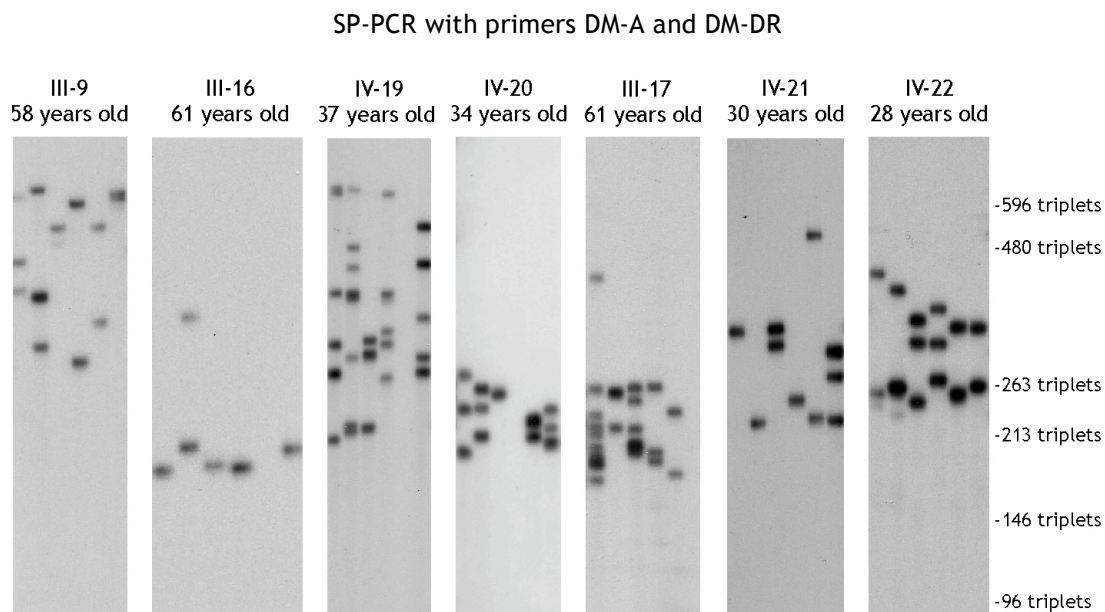 SP-PCR with primers DM-A and DM-DR
III-9
58 years old
III-16
61 years old
IV-19
37 years old
IV-20
34 years old
III-17
61 years old
IV-21
30 years old
IV-22
28 years old
-596 triplets
-480 triplets
-263 triplets
-213 triplets
-146 triplets
-96 triplets